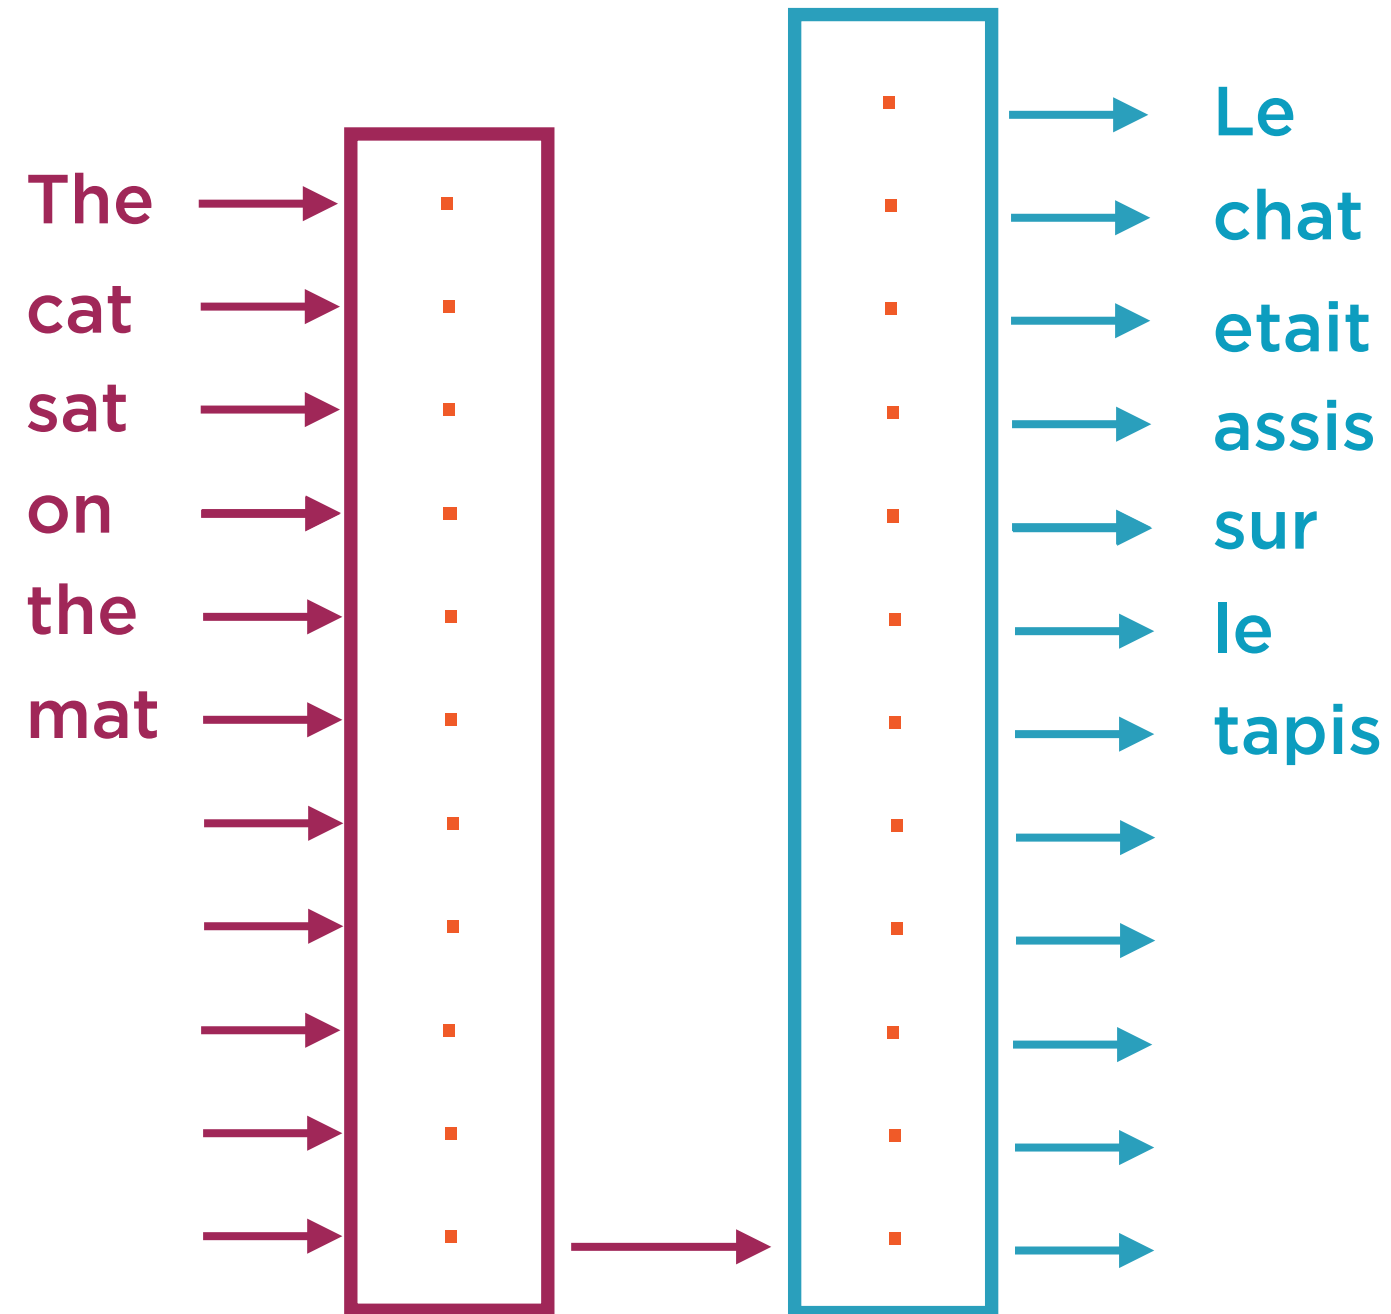 The
cat
sat
on
the
mat
Le
chat
etait
assis
sur
le
tapis